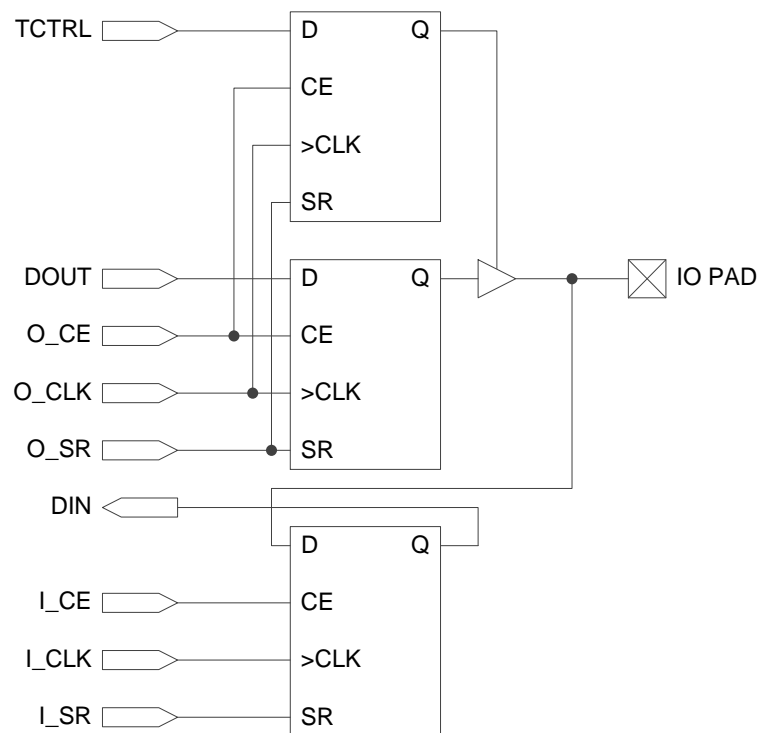 TCTRL D Q
CE
>CLK
SR
DOUT D Q IO PAD
O_CE CE
O_CLK >CLK
O_SR SR
DIN
D Q
I_CE CE
I_CLK >CLK
I_SR SR